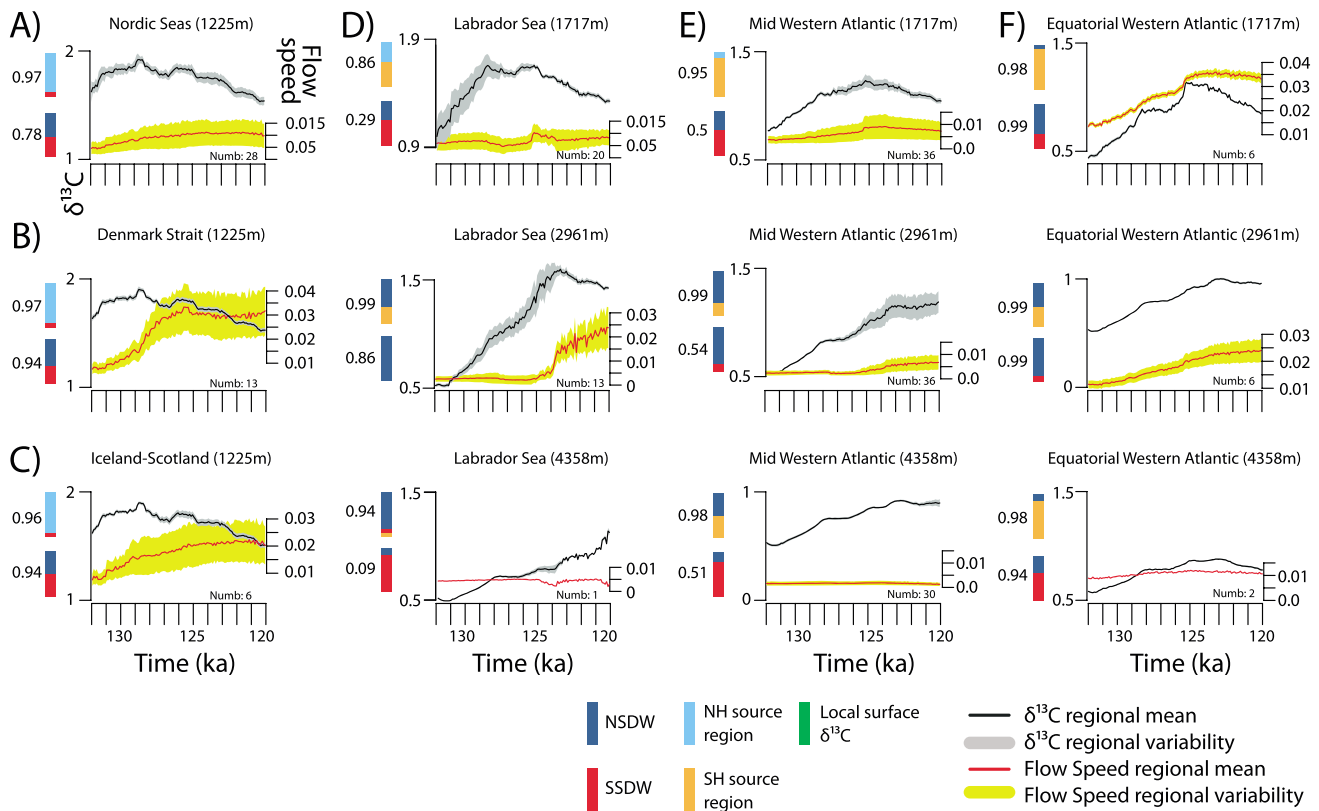 A)
Nordic Seas (1225m)
0.97
0.78
2
1
δ¹³C
Flow speed
0.015
0.05
Numb: 28
D)
Labrador Sea (1717m)
0.86
0.29
1.9
0.9
0.015
0.05
Numb: 20
E)
Mid Western Atlantic (1717m)
0.95
0.5
1.5
0.5
0.01
0.0
Numb: 36
F)
Equatorial Western Atlantic (1717m)
0.98
0.99
1.5
0.5
0.04
0.03
0.02
0.01
Numb: 6
B)
Denmark Strait (1225m)
0.97
0.94
2
1
0.04
0.03
0.02
0.01
Numb: 13
Labrador Sea (2961m)
0.99
0.86
1.5
0.5
0.03
0.02
0.01
0
Numb: 13
Mid Western Atlantic (2961m)
0.99
0.54
1.5
0.5
0.01
0.0
Numb: 36
Equatorial Western Atlantic (2961m)
0.99
0.99
1
0
0.03
0.02
0.01
Numb: 6
C)
Iceland-Scotland (1225m)
0.96
0.94
2
1
0.03
0.02
0.01
Numb: 6
130 125 120
Time (ka)
Labrador Sea (4358m)
0.94
0.09
1.5
0.5
0.01
0
Numb: 1
130 125 120
Time (ka)
Mid Western Atlantic (4358m)
0.98
0.51
1
0
0.01
0.0
Numb: 30
130 125 120
Time (ka)
Equatorial Western Atlantic (4358m)
0.98
0.94
1.5
0.5
0.01
0.0
Numb: 2
130 125 120
Time (ka)
NSDW
SSDW
NH source
region
SH source
region
Local surface
δ¹³C
δ¹³C regional mean
δ¹³C regional variability
Flow Speed regional mean
Flow Speed regional variability